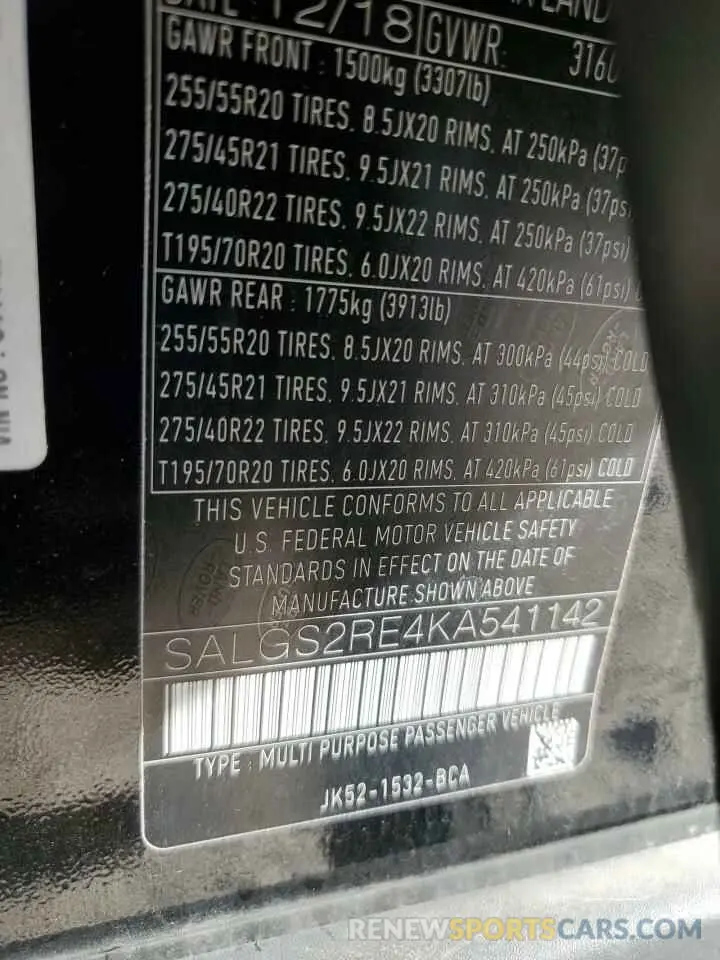 12/18 GVWR:
GAWR FRONT : 1500kg (3307lb)
255/55R20 TIRES, 8.5JX20 RIMS, AT 250kPa
275/45R21 TIRES, 9.5JX21 RIMS, AT 250kPa (37psi
275/40R22 TIRES, 9.5JX22 RIMS, AT 250kPa (37psi)
T195/70R20 TIRES, 6.0JX20 RIMS, AT 420kPa (61psi)
GAWR REAR : 1775kg (3913lb)
255/55R20 TIRES, 8.5JX20 RIMS, AT 300kPa (44psi) COLD
275/45R21 TIRES, 9.5JX21 RIMS, AT 310kPa (45psi) COLD
275/40R22 TIRES, 9.5JX22 RIMS, AT 310kPa (45psi) COLD
T195/70R20 TIRES, 6.0JX20 RIMS, AT 420kPa (61psi) COLD
THIS VEHICLE CONFORMS TO ALL APPLICABLE
U.S. FEDERAL MOTOR VEHICLE SAFETY
STANDARDS IN EFFECT ON THE DATE OF
MANUFACTURE SHOWN ABOVE
SALGS2RE4KA541142
TYPE : MULTI PURPOSE PASSENGER VEHICLE
JK52-1532-BCA
RENEWSPORTSCARS.COM